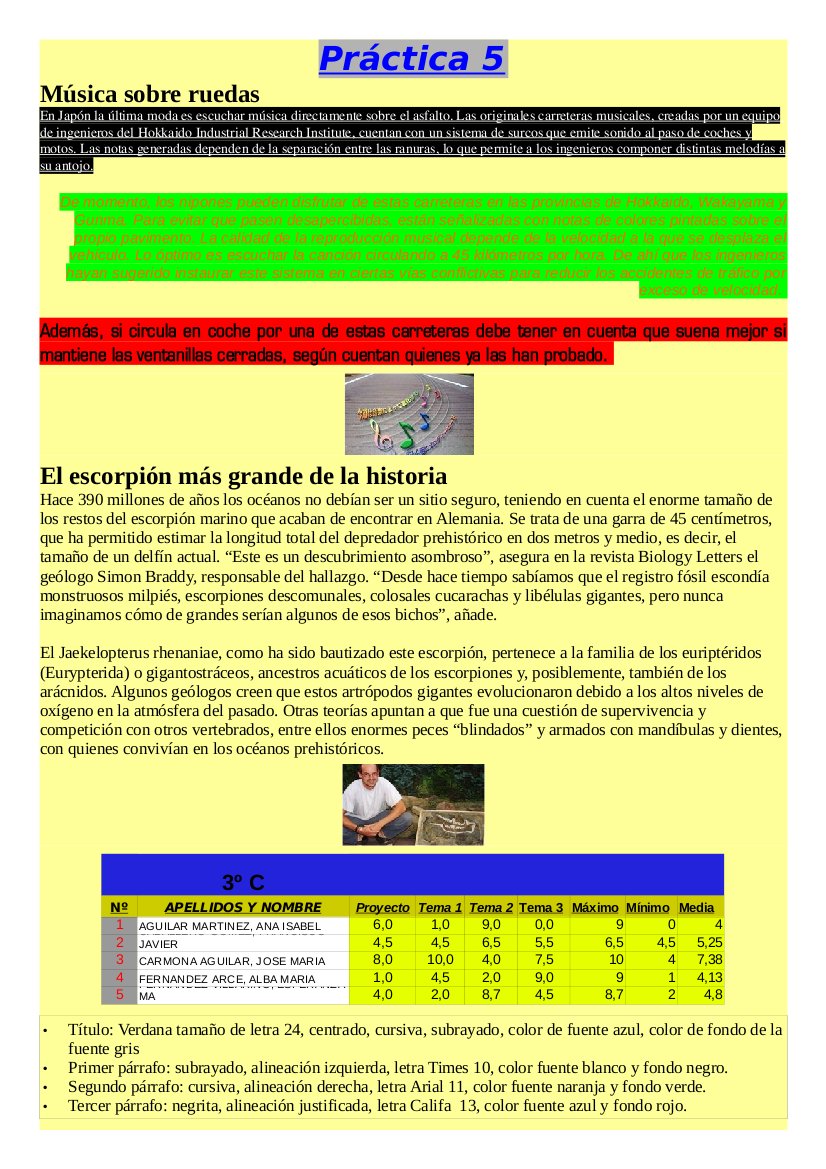 Práctica 5
Música sobre ruedas
En Japón la última moda es escuchar música directamente sobre el asfalto. Las originales carreteras musicales, creadas por un equipo
de ingenieros del Hokkaido Industrial Research Institute, cuentan con un sistema de surcos que emite sonido al paso de coches y
motos. Las notas generadas dependen de la separación entre las ranuras, lo que permite a los ingenieros componer distintas melodías a
su antojo.
De momento, los nipones pueden disfrutar de estas carreteras en las provincias de Hokkaido, Wakayama y
Gunma. Para evitar que pasen desapercibidas, están señalizadas con notas de colores pintadas sobre el
propio pavimento. La calidad de la reproducción musical depende de la velocidad a la que se desplaza el
vehículo. Lo óptimo es escuchar la canción circulando a 45 kilómetros por hora. De ahí que los ingenieros
hayan sugerido instaurar este sistema en ciertas vías conflictivas para reducir los accidentes de tráfico por
exceso de velocidad.
Además, si circula en coche por una de estas carreteras debe tener en cuenta que suena mejor si
mantiene las ventanillas cerradas, según cuentan quienes ya las han probado.
El escorpión más grande de la historia
Hace 390 millones de años los océanos no debían ser un sitio seguro, teniendo en cuenta el enorme tamaño de
los restos del escorpión marino que acaban de encontrar en Alemania. Se trata de una garra de 45 centímetros,
que ha permitido estimar la longitud total del depredador prehistórico en dos metros y medio, es decir, el
tamaño de un delfín actual. “Este es un descubrimiento asombroso”, asegura en la revista Biology Letters el
geólogo Simon Braddy, responsable del hallazgo. “Desde hace tiempo sabíamos que el registro fósil escondía
monstruosos milpiés, escorpiones descomunales, colosales cucarachas y libélulas gigantes, pero nunca
imaginamos cómo de grandes serían algunos de esos bichos”, añade.
El Jaekelopterus rhenaniae, como ha sido bautizado este escorpión, pertenece a la familia de los euriptéridos
(Eurypterida) o gigantostráceos, ancestros acuáticos de los escorpiones y, posiblemente, también de los
arácnidos. Algunos geólogos creen que estos artrópodos gigantes evolucionaron debido a los altos niveles de
oxígeno en la atmósfera del pasado. Otras teorías apuntan a que fue una cuestión de supervivencia y
competición con otros vertebrados, entre ellos enormes peces “blindados” y armados con mandíbulas y dientes,
con quienes convivían en los océanos prehistóricos.
3º C
Nº APELLIDOS Y NOMBRE Proyecto Tema 1 Tema 2 Tema 3 Máximo Mínimo Media
1 AGUILAR MARTINEZ, ANA ISABEL 6,0 1,0 9,0 0,0 9 0 4
2 JAVIER 4,5 4,5 6,5 5,5 6,5 4,5 5,25
3 CARMONA AGUILAR, JOSE MARIA 8,0 10,0 4,0 7,5 10 4 7,38
4 FERNANDEZ ARCE, ALBA MARIA 1,0 4,5 2,0 9,0 9 1 4,13
5 MA 4,0 2,0 8,7 4,5 8,7 2 4,8
• Título: Verdana tamaño de letra 24, centrado, cursiva, subrayado, color de fuente azul, color de fondo de la
fuente gris
• Primer párrafo: subrayado, alineación izquierda, letra Times 10, color fuente blanco y fondo negro.
• Segundo párrafo: cursiva, alineación derecha, letra Arial 11, color fuente naranja y fondo verde.
• Tercer párrafo: negrita, alineación justificada, letra Califa 13, color fuente azul y fondo rojo.